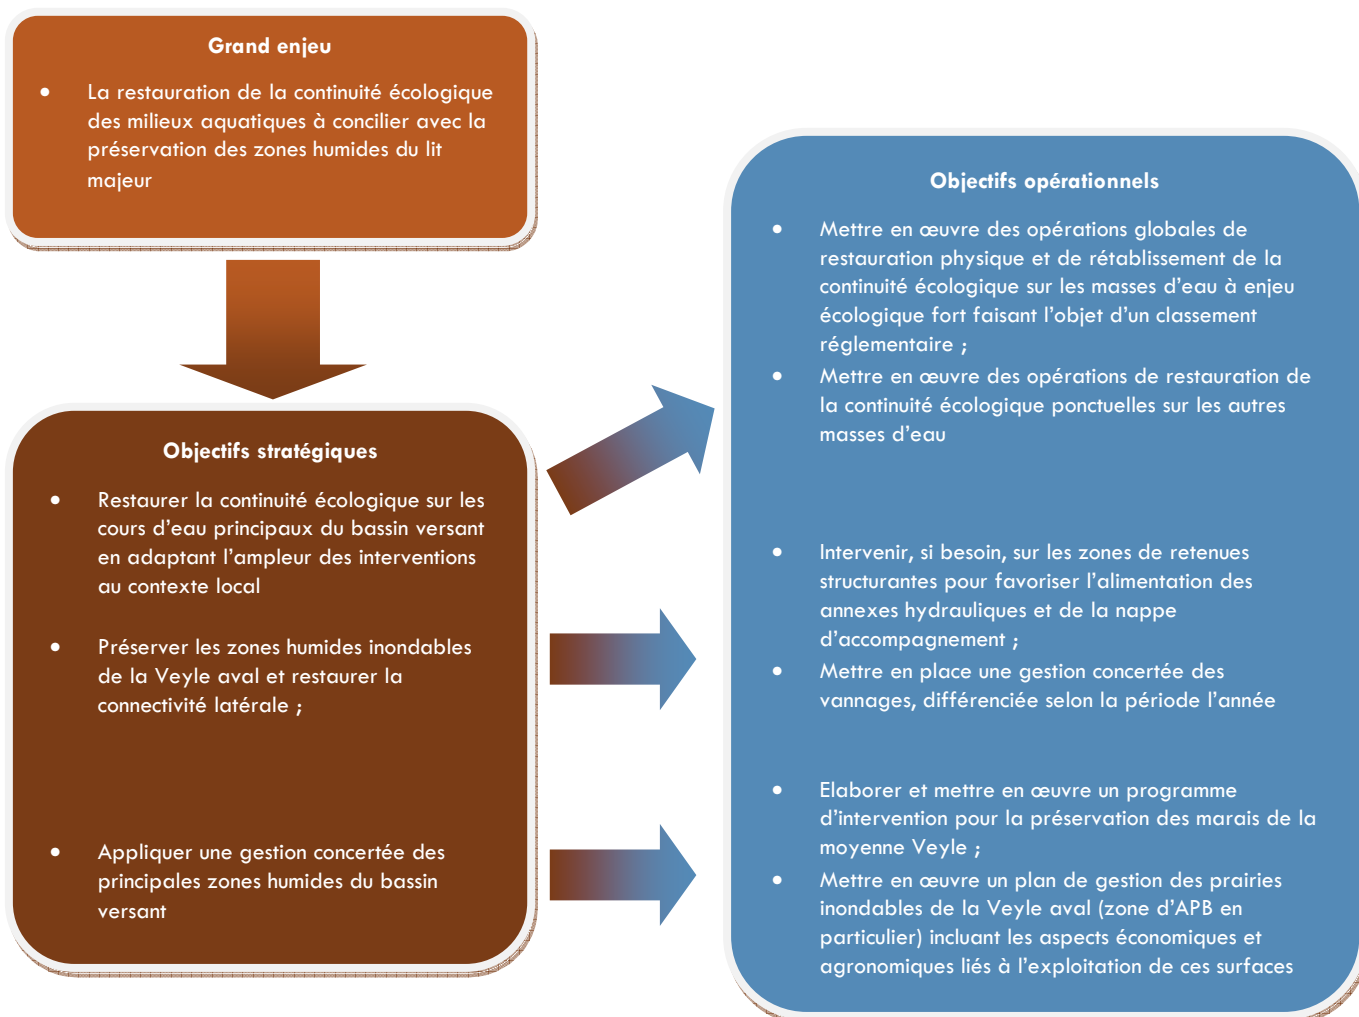 Grand enjeu
• La restauration de la continuité écologique
des milieux aquatiques à concilier avec la
préservation des zones humides du lit
majeur
Objectifs stratégiques
• Restaurer la continuité écologique sur les
cours d’eau principaux du bassin versant
en adaptant l’ampleur des interventions
au contexte local
• Préserver les zones humides inondables
de la Veyle aval et restaurer la
connectivité latérale ;
• Appliquer une gestion concertée des
principales zones humides du bassin
versant
Objectifs opérationnels
• Mettre en œuvre des opérations globales de
restauration physique et de rétablissement de la
continuité écologique sur les masses d’eau à enjeu
écologique fort faisant l’objet d’un classement
réglementaire ;
• Mettre en œuvre des opérations de restauration de
la continuité écologique ponctuelles sur les autres
masses d’eau
• Intervenir, si besoin, sur les zones de retenues
structurantes pour favoriser l’alimentation des
annexes hydrauliques et de la nappe
d’accompagnement ;
• Mettre en place une gestion concertée des
vannages, différenciée selon la période l’année
• Elaborer et mettre en œuvre un programme
d’intervention pour la préservation des marais de la
moyenne Veyle ;
• Mettre en œuvre un plan de gestion des prairies
inondables de la Veyle aval (zone d’APB en
particulier) incluant les aspects économiques et
agronomiques liés à l’exploitation de ces surfaces